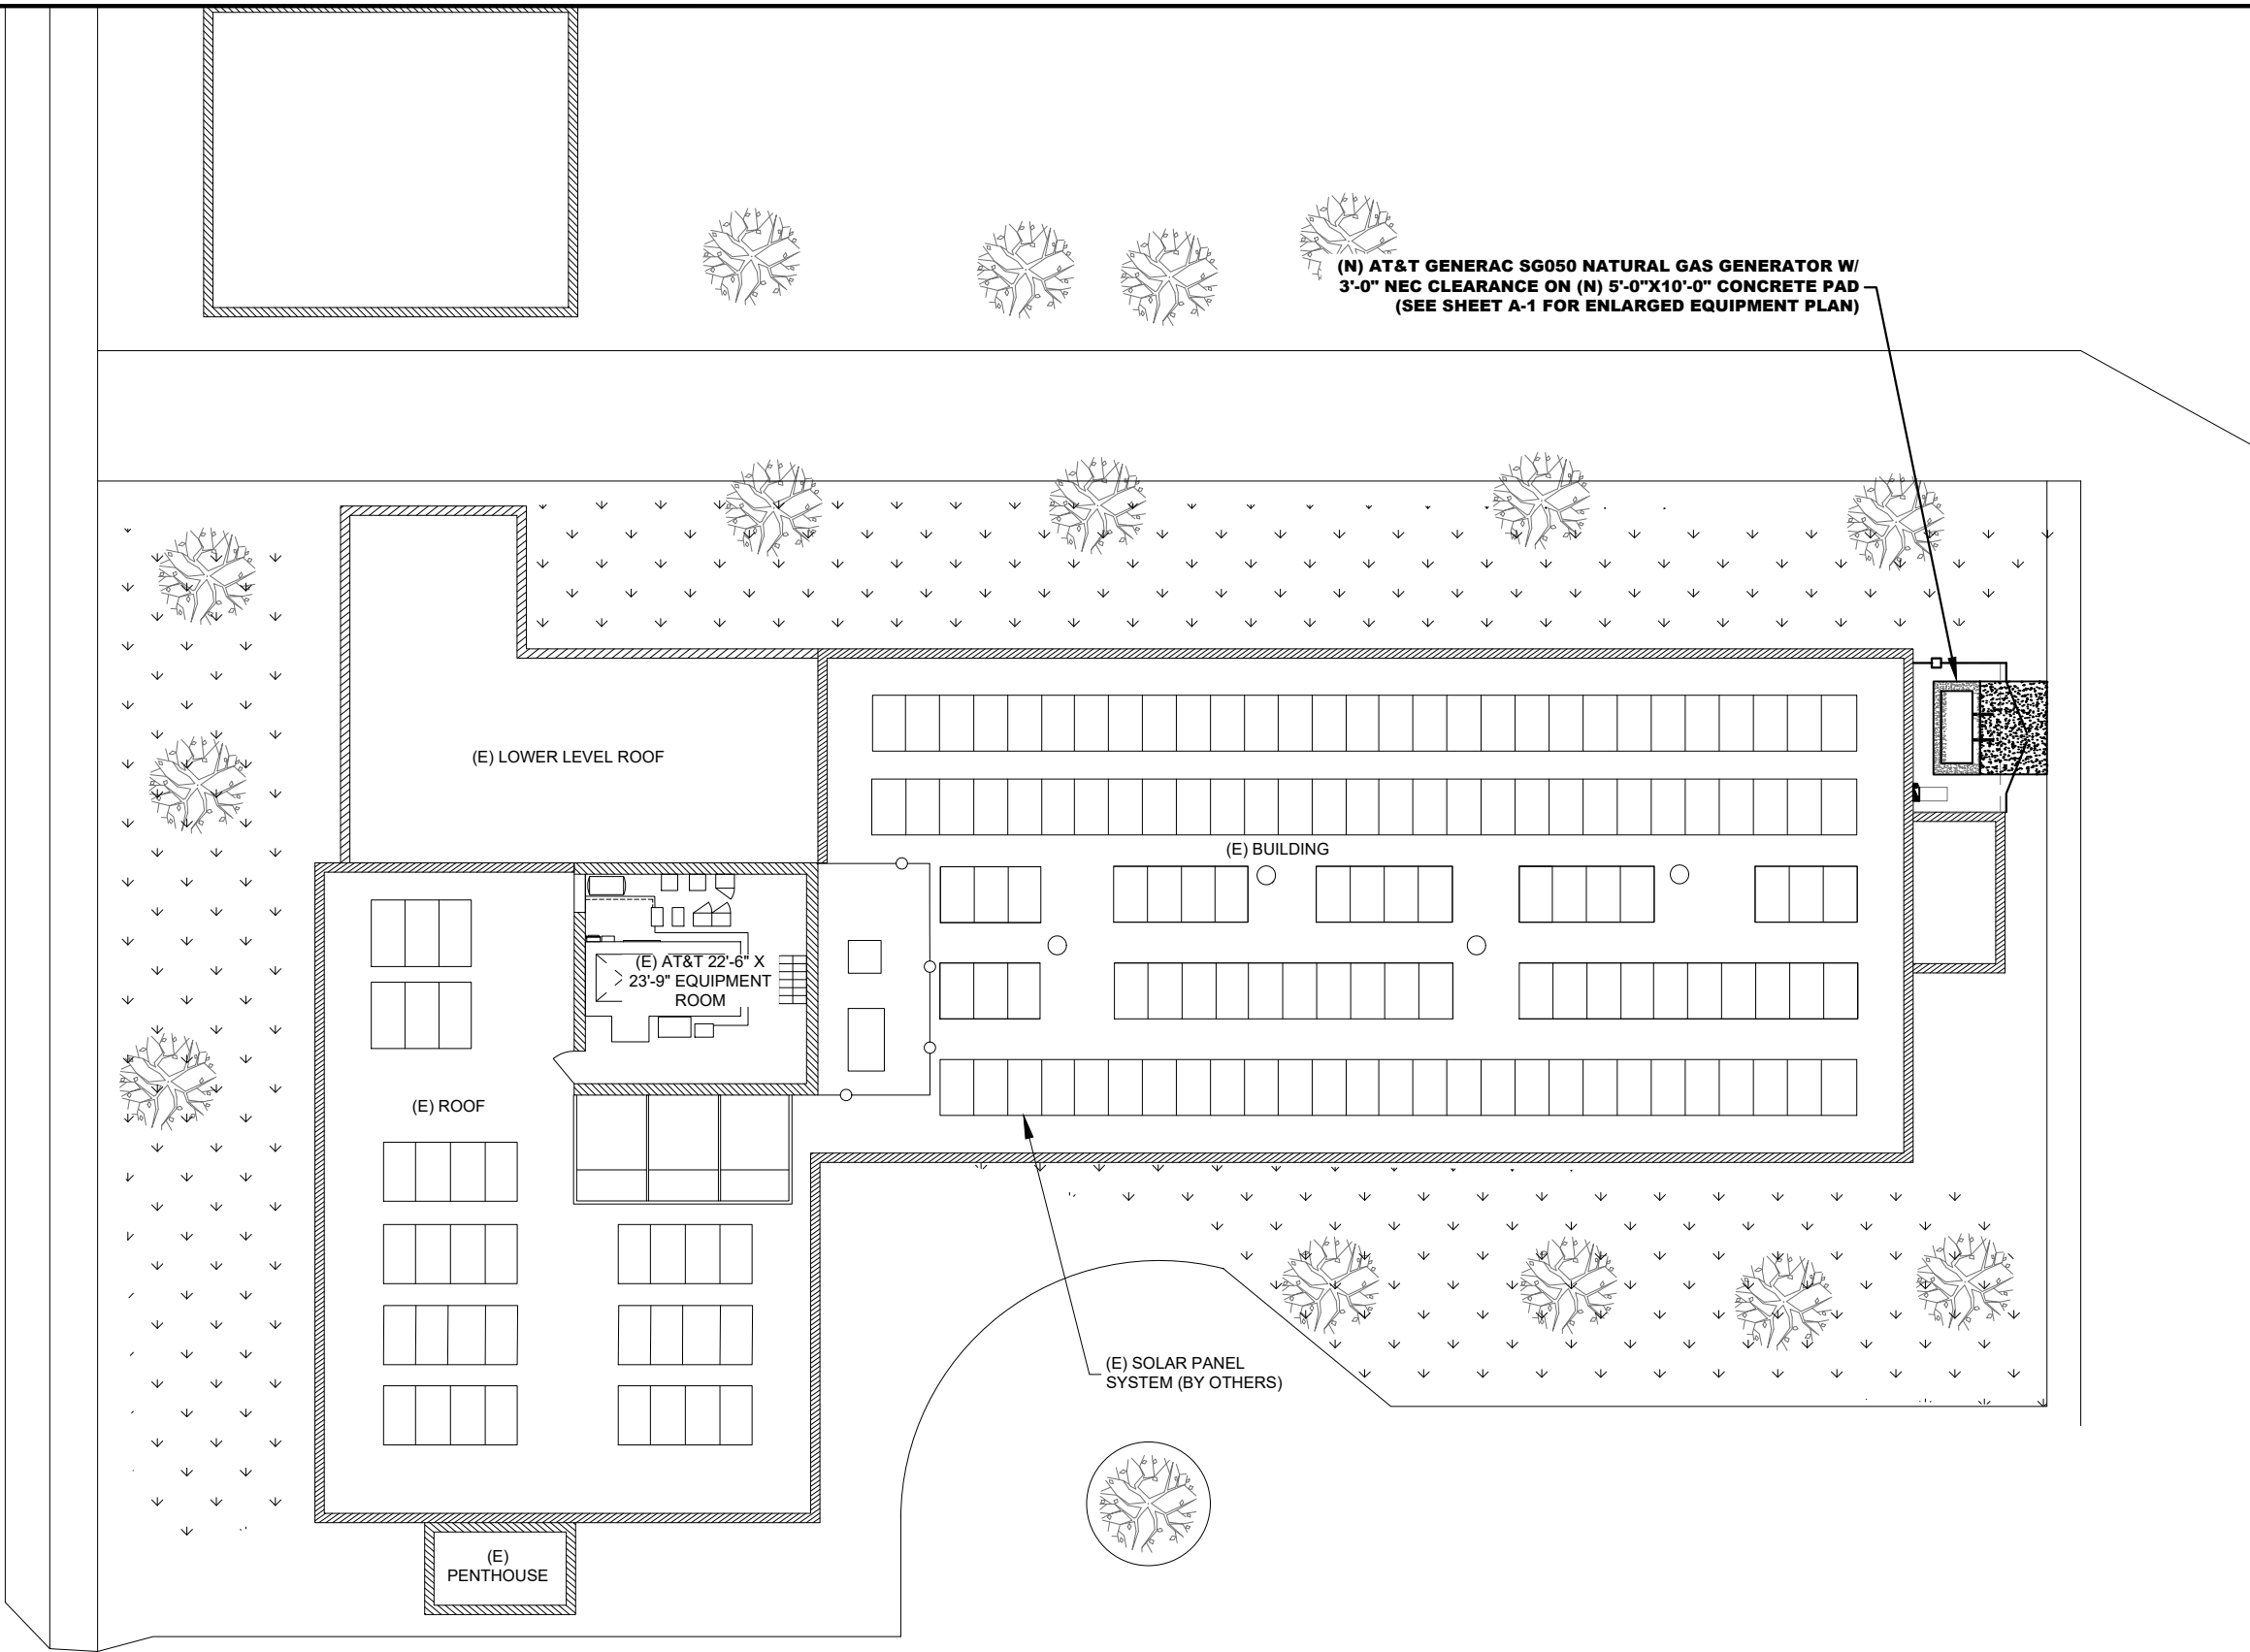 (N) AT&T GENERAC SG050 NATURAL GAS GENERATOR W/
3'-0" NEC CLEARANCE ON (N) 5'-0"X10'-0" CONCRETE PAD
(SEE SHEET A-1 FOR ENLARGED EQUIPMENT PLAN)
(E) LOWER LEVEL ROOF
(E) BUILDING
(E) AT&T 22'-6" X
23'-9" EQUIPMENT
ROOM
(E) ROOF
(E) SOLAR PANEL
SYSTEM (BY OTHERS)
(E)
PENTHOUSE